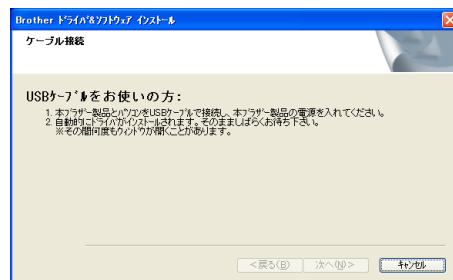 Brother ﾄﾞﾗｲﾊﾞ&ｿﾌﾄｳｪｱ ｲﾝｽﾄｰﾙ
ケーブル接続
USBｹｰﾌﾞﾙをお使いの方:
1. 本ﾌﾞﾗｻﾞｰ製品とﾊﾟｿｺﾝをUSBｹｰﾌﾞﾙで接続し、本ﾌﾞﾗｻﾞｰ製品の電源を入れてください。
2. 自動的にﾄﾞﾗｲﾊﾞがｲﾝｽﾄｰﾙされます。そのまましばらくお待ち下さい。
※その間何度もｳｨﾝﾄﾞｳが開くことがあります。
<戻る(B)
次へ(N)>
ｷｬﾝｾﾙ